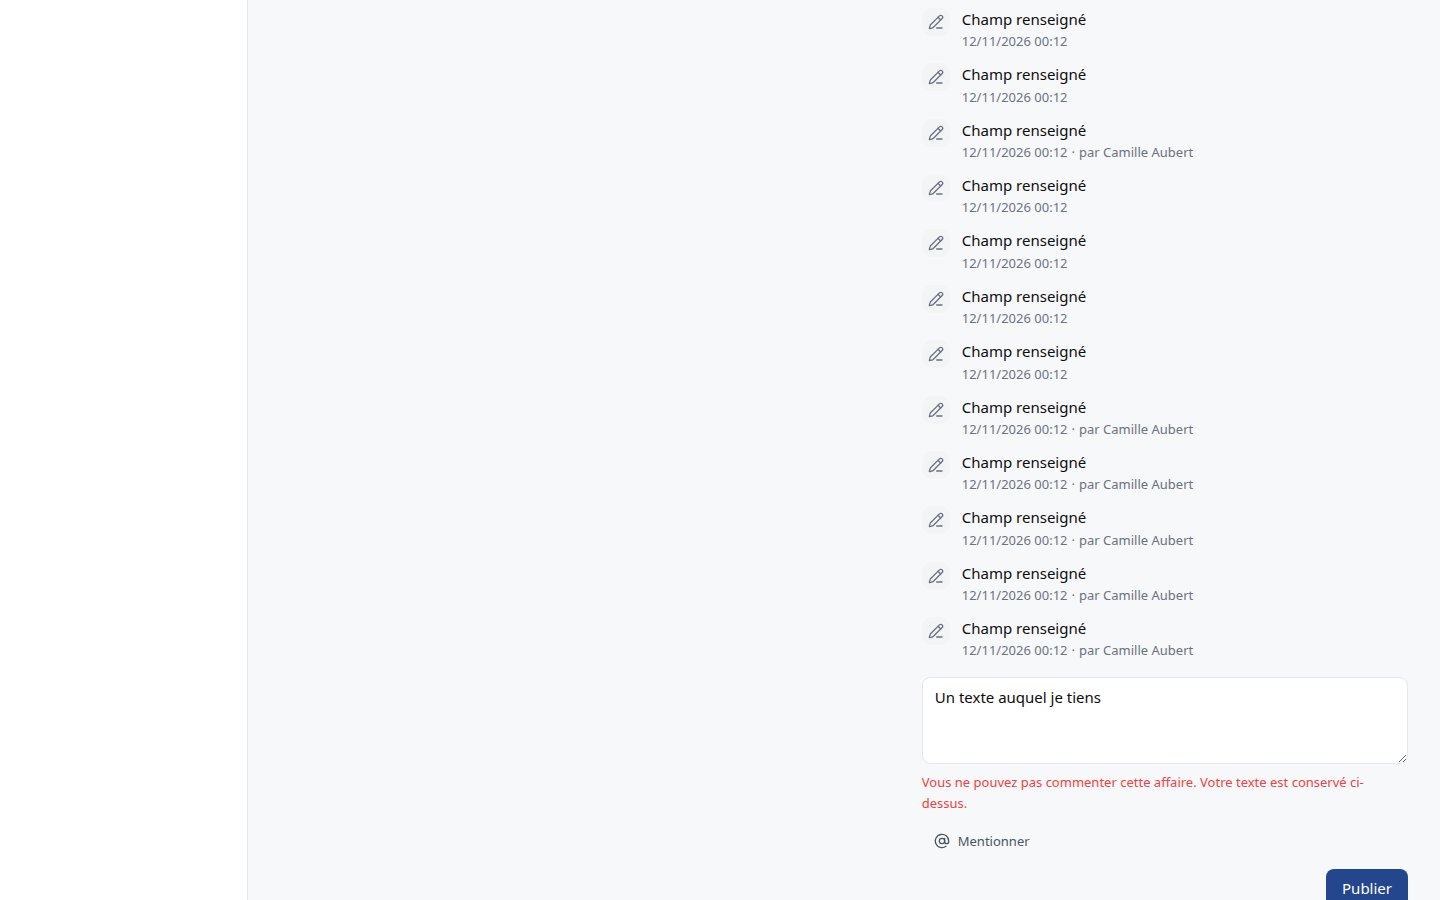 Champ renseigné
12/11/2026 00:12
Champ renseigné
12/11/2026 00:12
Champ renseigné
12/11/2026 00:12 · par Camille Aubert
Champ renseigné
12/11/2026 00:12
Champ renseigné
12/11/2026 00:12
Champ renseigné
12/11/2026 00:12
Champ renseigné
12/11/2026 00:12
Champ renseigné
12/11/2026 00:12 · par Camille Aubert
Champ renseigné
12/11/2026 00:12 · par Camille Aubert
Champ renseigné
12/11/2026 00:12 · par Camille Aubert
Champ renseigné
12/11/2026 00:12 · par Camille Aubert
Champ renseigné
12/11/2026 00:12 · par Camille Aubert
Un texte auquel je tiens
Vous ne pouvez pas commenter cette affaire. Votre texte est conservé ci-
dessus.
Mentionner
Publier